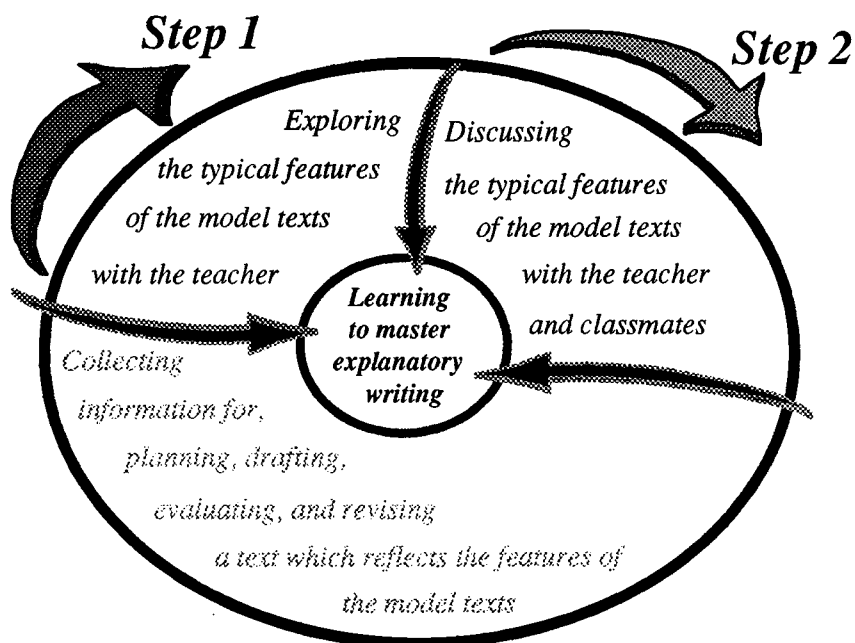 Step 1
Step 2
Exploring
the typical features
of the model texts
with the teacher
Discussing
the typical features
of the model texts
with the teacher
and classmates
Learning
to master
explanatory
writing
Collecting
information for,
planning, drafting,
evaluating, and revising
a text which reflects the features of
the model texts